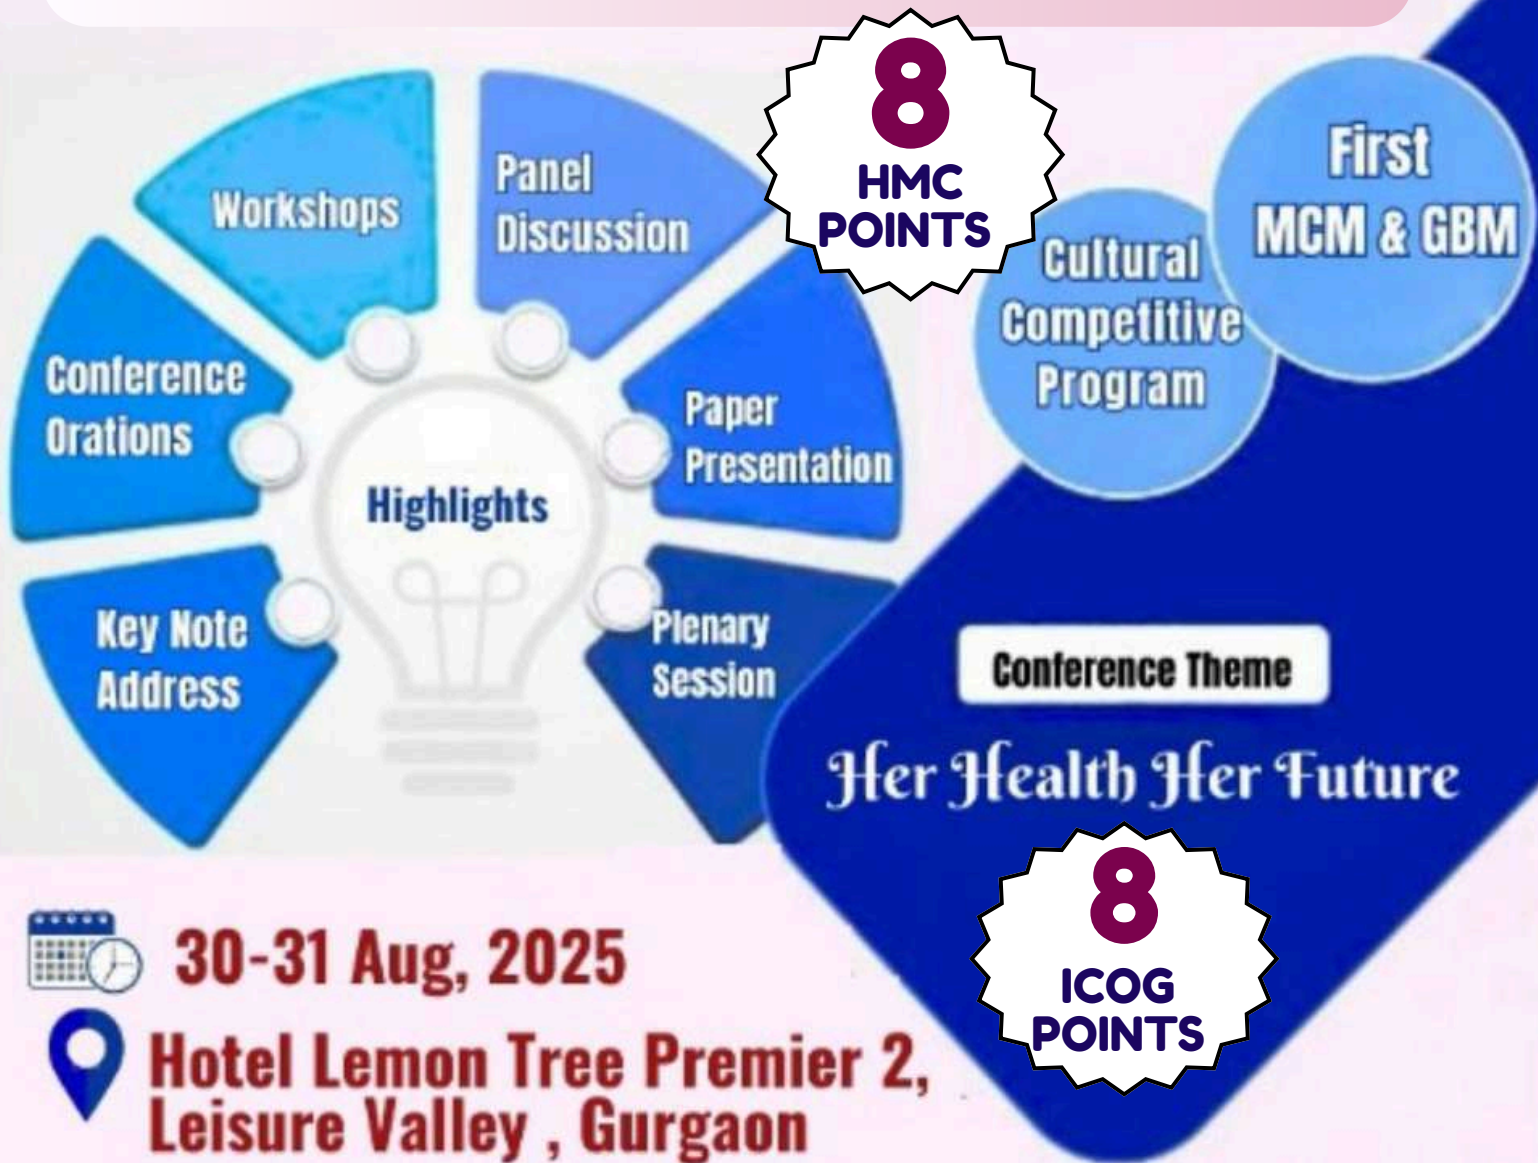 8
HMC
POINTS
First
MCM & GBM
Cultural
Competitive
Program
Workshops
Panel
Discussion
Conference
Orations
Paper
Presentation
Highlights
Key Note
Address
Plenary
Session
Conference Theme
Her Health Her Future
8
ICOG
POINTS
30-31 Aug, 2025
Hotel Lemon Tree Premier 2,
Leisure Valley , Gurgaon